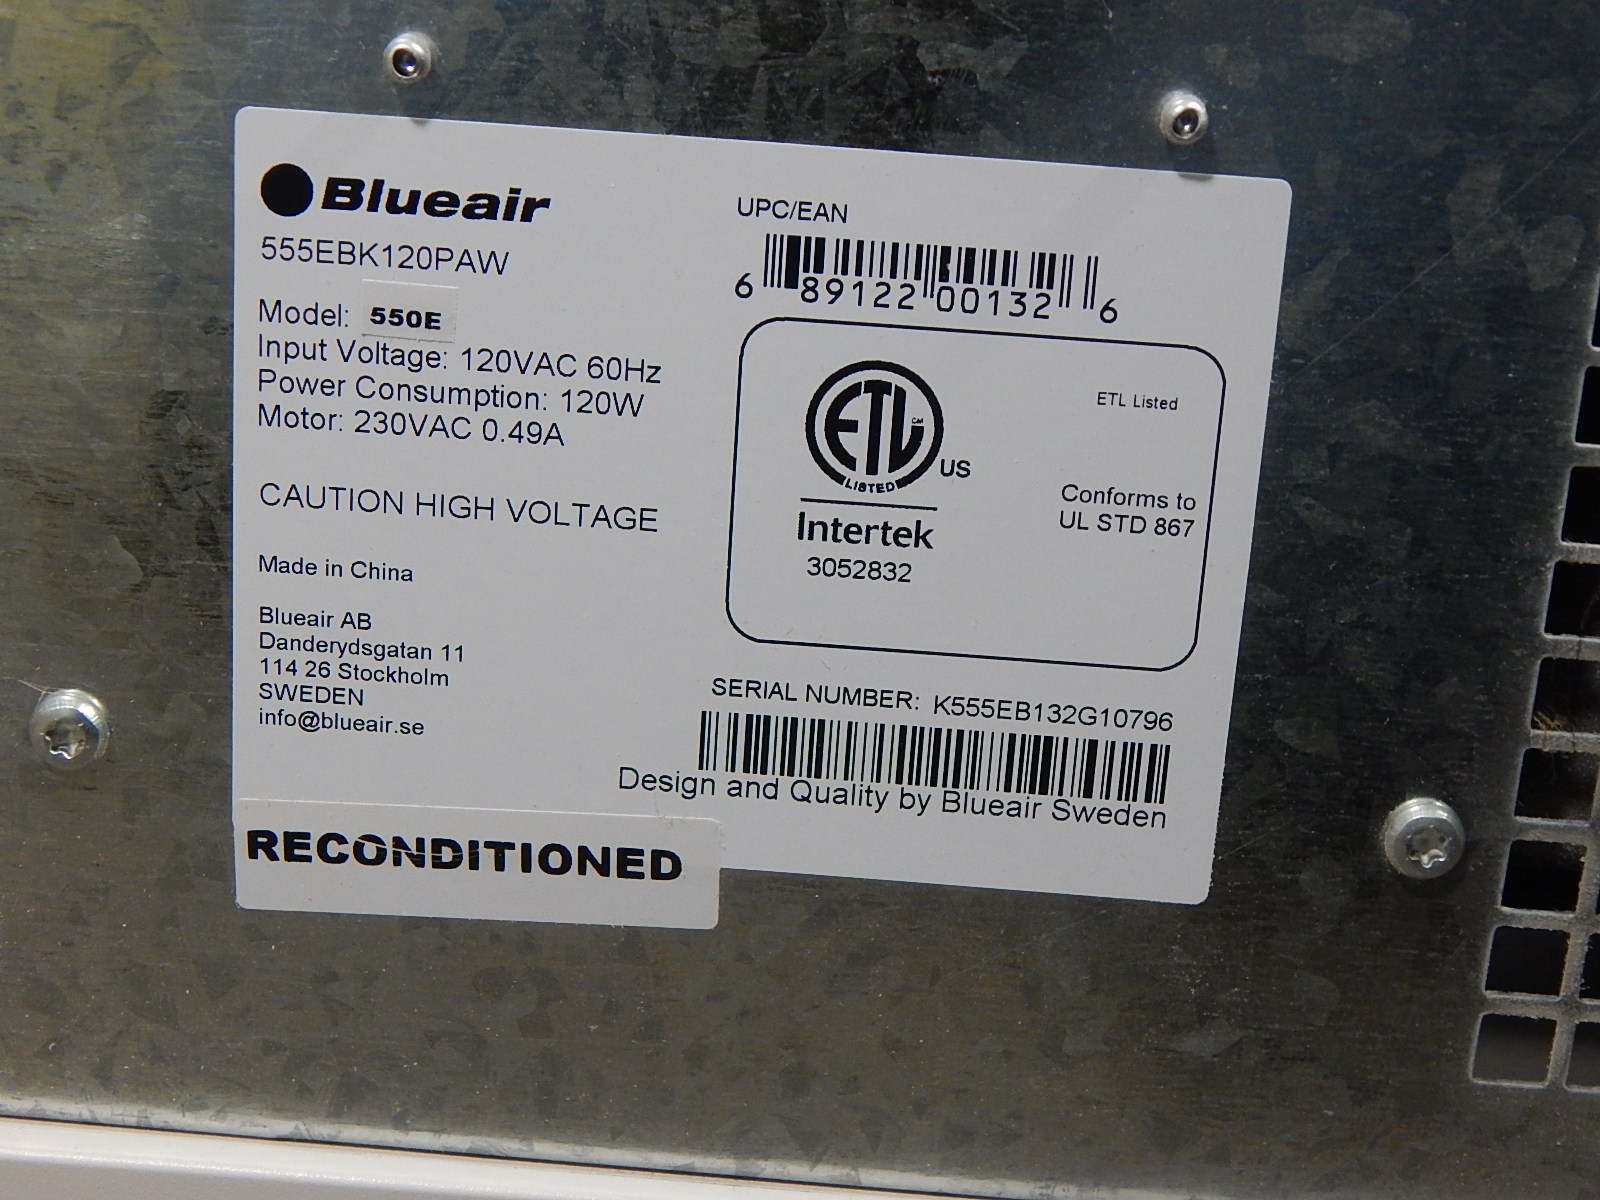 Blueair
555EBK120PAW
Model: 550E
Input Voltage: 120VAC 60Hz
Power Consumption: 120W
Motor: 230VAC 0.49A
CAUTION HIGH VOLTAGE
Made in China
Blueair AB
Danderydsgatan 11
114 26 Stockholm
SWEDEN
info@blueair.se
RECONDITIONED
UPC/EAN
6 89122 00132 6
ETL
CM
LISTED
US
Intertek
3052832
ETL Listed
Conforms to
UL STD 867
SERIAL NUMBER: K555EB132G10796
Design and Quality by Blueair Sweden